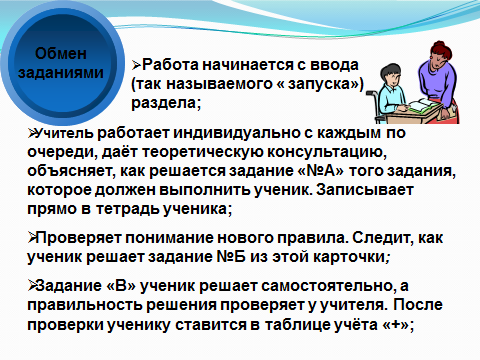 Обмен
заданиями
➢Работа начинается с ввода
(так называемого « запуска»)
раздела;
➢Учитель работает индивидуально с каждым по
очереди, даёт теоретическую консультацию,
объясняет, как решается задание «№А» того задания,
которое должен выполнить ученик. Записывает
прямо в тетрадь ученика;
➢Проверяет понимание нового правила. Следит, как
ученик решает задание №Б из этой карточки;
➢Задание «В» ученик решает самостоятельно, а
правильность решения проверяет у учителя. После
проверки ученику ставится в таблице учёта «+»;